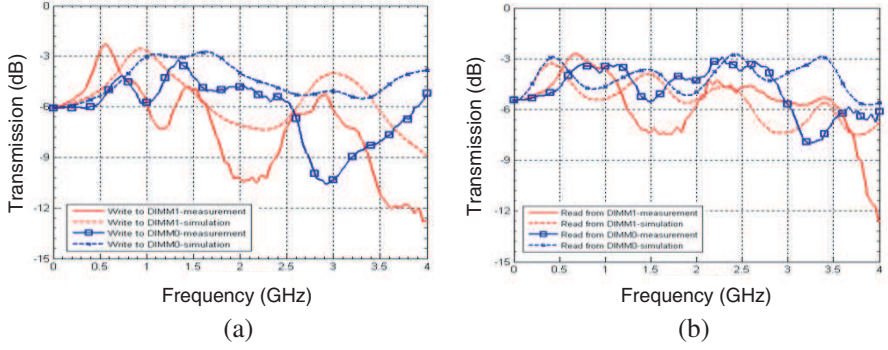 0
-3
-6
-9
-12
-15
Transmission (dB)
Write to DIMM1-measurement
Write to DIMM1-simulation
Write to DIMM0-measurement
Write to DIMM0-simulation
0 0.5 1 1.5 2 2.5 3 3.5 4
Frequency (GHz)
(a)
0
-3
-6
-9
-12
-15
Transmission (dB)
Read from DIMM1-measurement
Read from DIMM1-simulation
Read from DIMM0-measurement
Read from DIMM0-simulation
0 0.5 1 1.5 2 2.5 3 3.5 4
Frequency (GHz)
(b)